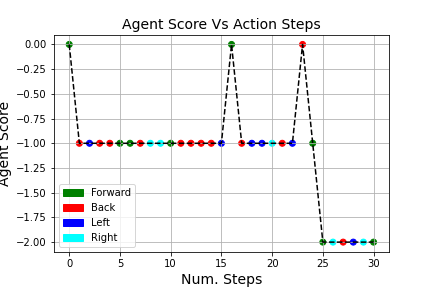 Agent Score Vs Action Steps
Agent Score
0.00
−0.25
−0.50
−0.75
−1.00
−1.25
−1.50
−1.75
−2.00
Forward
Back
Left
Right
0 5 10 15 20 25 30
Num. Steps